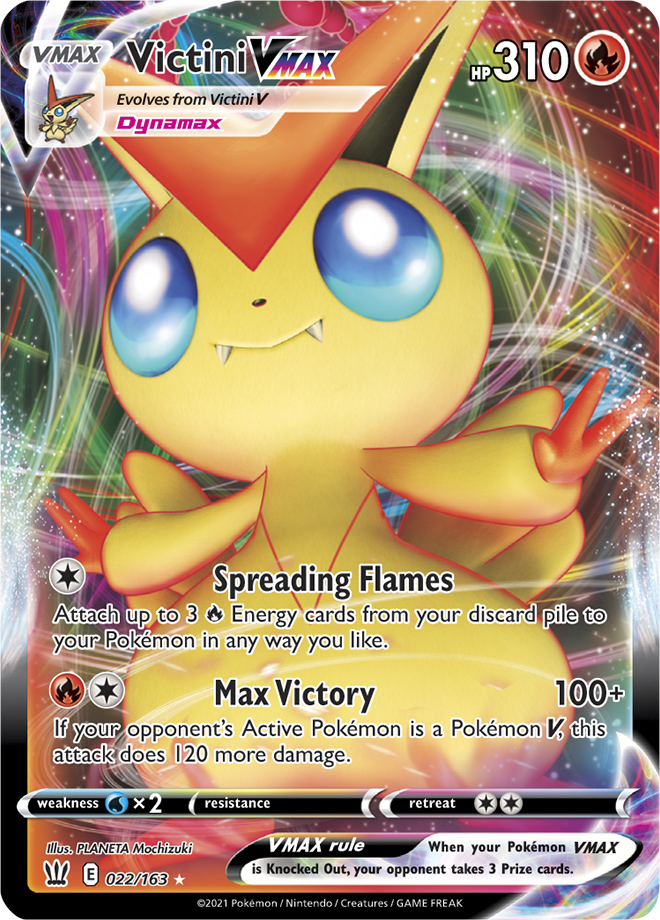 VMAX
Victini VMAX
HP 310
Evolves from Victini V
Dynamax
Spreading Flames
Attach up to 3 Energy cards from your discard pile to
your Pokémon in any way you like.
Max Victory 100+
If your opponent's Active Pokémon is a Pokémon V, this
attack does 120 more damage.
weakness ×2 resistance retreat
Illus. PLANETA Mochizuki
VMAX rule When your Pokémon VMAX
is Knocked Out, your opponent takes 3 Prize cards.
E 022/163 ★
©2021 Pokémon / Nintendo / Creatures / GAME FREAK